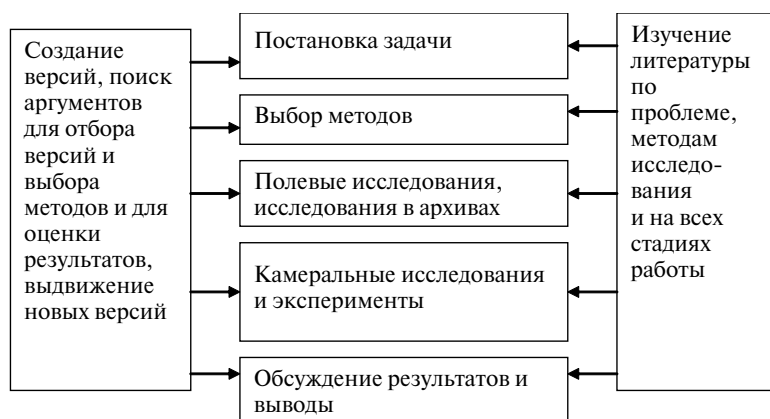 Создание
версий, поиск
аргументов
для отбора
версий и
выбора
методов и для
оценки
результатов,
выдвижение
новых версий
Постановка задачи
Выбор методов
Полевые исследования,
исследования в архивах
Камеральные исследования
и эксперименты
Обсуждение результатов и
выводы
Изучение
литературы
по
проблеме,
методам
исследо-
вания
и на всех
стадиях
работы